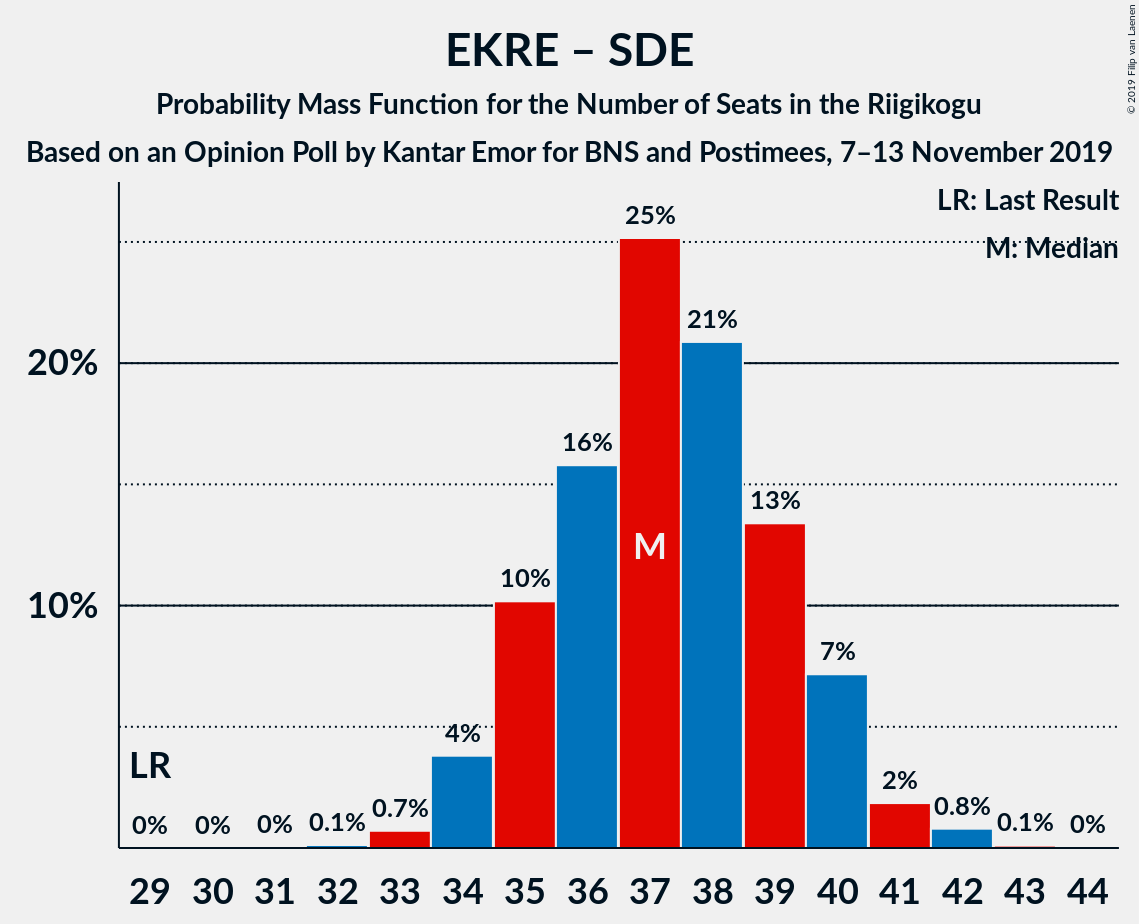 EKRE – SDE
Probability Mass Function for the Number of Seats in the Riigikogu
Based on an Opinion Poll by Kantar Emor for BNS and Postimees, 7–13 November 2019
© 2019 Filip van Laenen
LR: Last Result
M: Median
25%
21%
20%
16%
13%
M
10%
10%
7%
4%
LR
2%
0% 0% 0% 0.1% 0.7% 0.8% 0.1% 0%
29 30 31 32 33 34 35 36 37 38 39 40 41 42 43 44